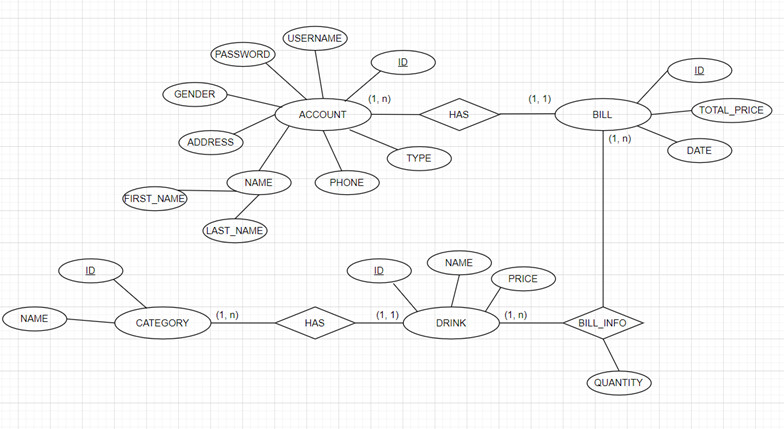 USERNAME
PASSWORD
ID
ID
GENDER
(1, n)
(1, 1)
TOTAL_PRICE
ACCOUNT
HAS
BILL
ADDRESS
(1, n)
DATE
TYPE
NAME
PHONE
FIRST_NAME
LAST_NAME
ID
ID
NAME
PRICE
NAME
CATEGORY
(1, n)
HAS
(1, 1)
DRINK
(1, n)
BILL_INFO
QUANTITY